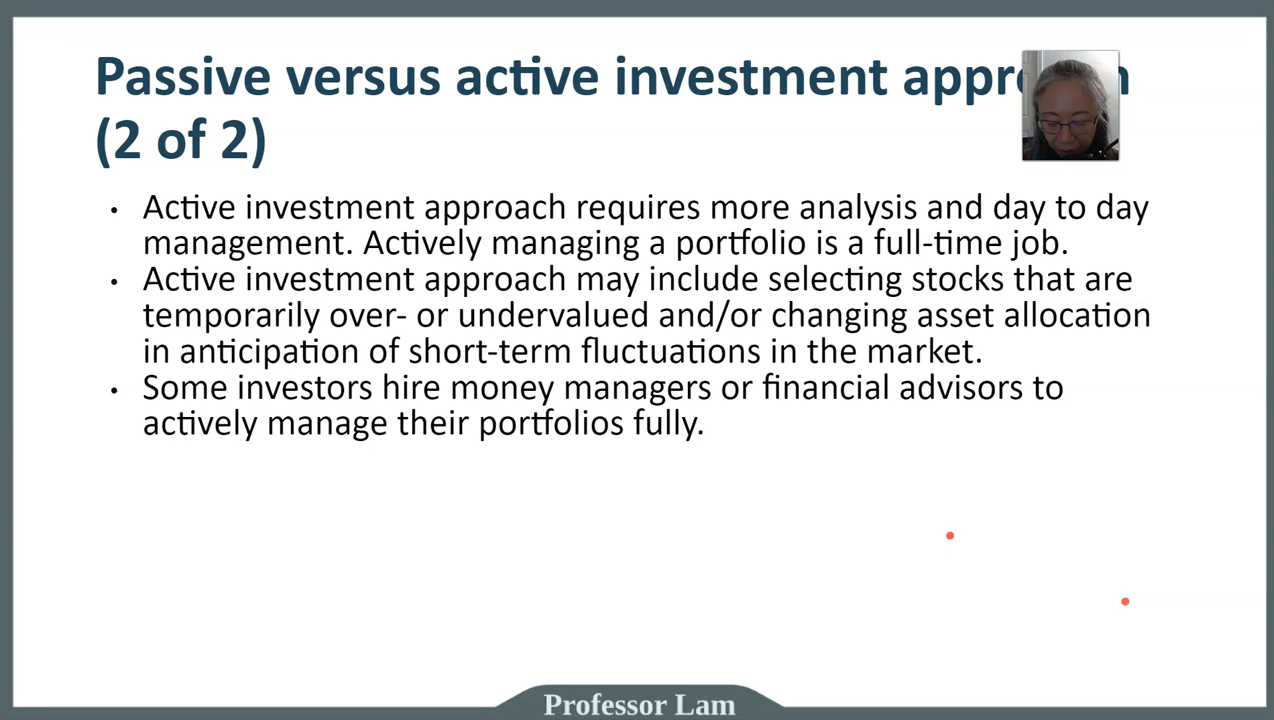 Passive versus active investment
(2 of 2)
• Active investment approach requires more analysis and day to day
management. Actively managing a portfolio is a full-time job.
• Active investment approach may include selecting stocks that are
temporarily over- or undervalued and/or changing asset allocation
in anticipation of short-term fluctuations in the market.
• Some investors hire money managers or financial advisors to
actively manage their portfolios fully.
Professor Lam